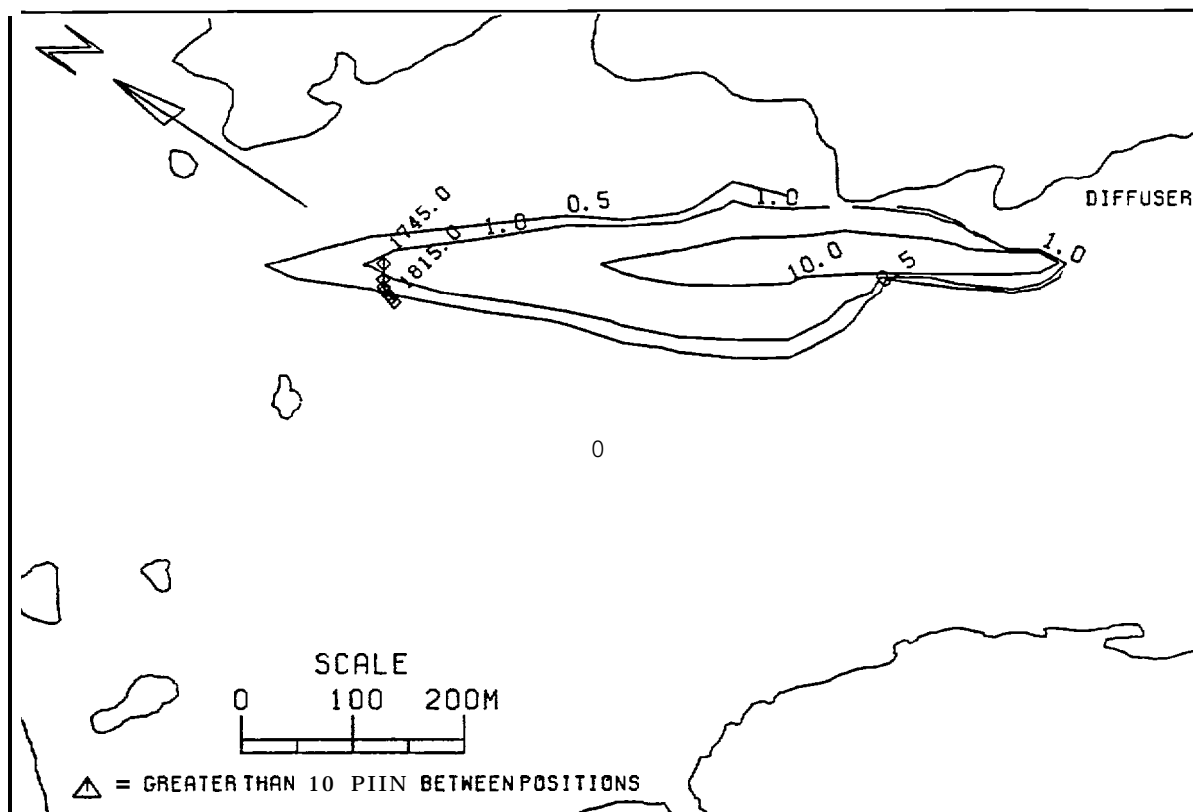 N
1745.0
0.5
1.0
1.0
DIFFUSER
1815.0
1.0
10.0
5
0
SCALE
0 100 200M
= GREATER THAN 10 PIIN BETWEEN POSITIONS